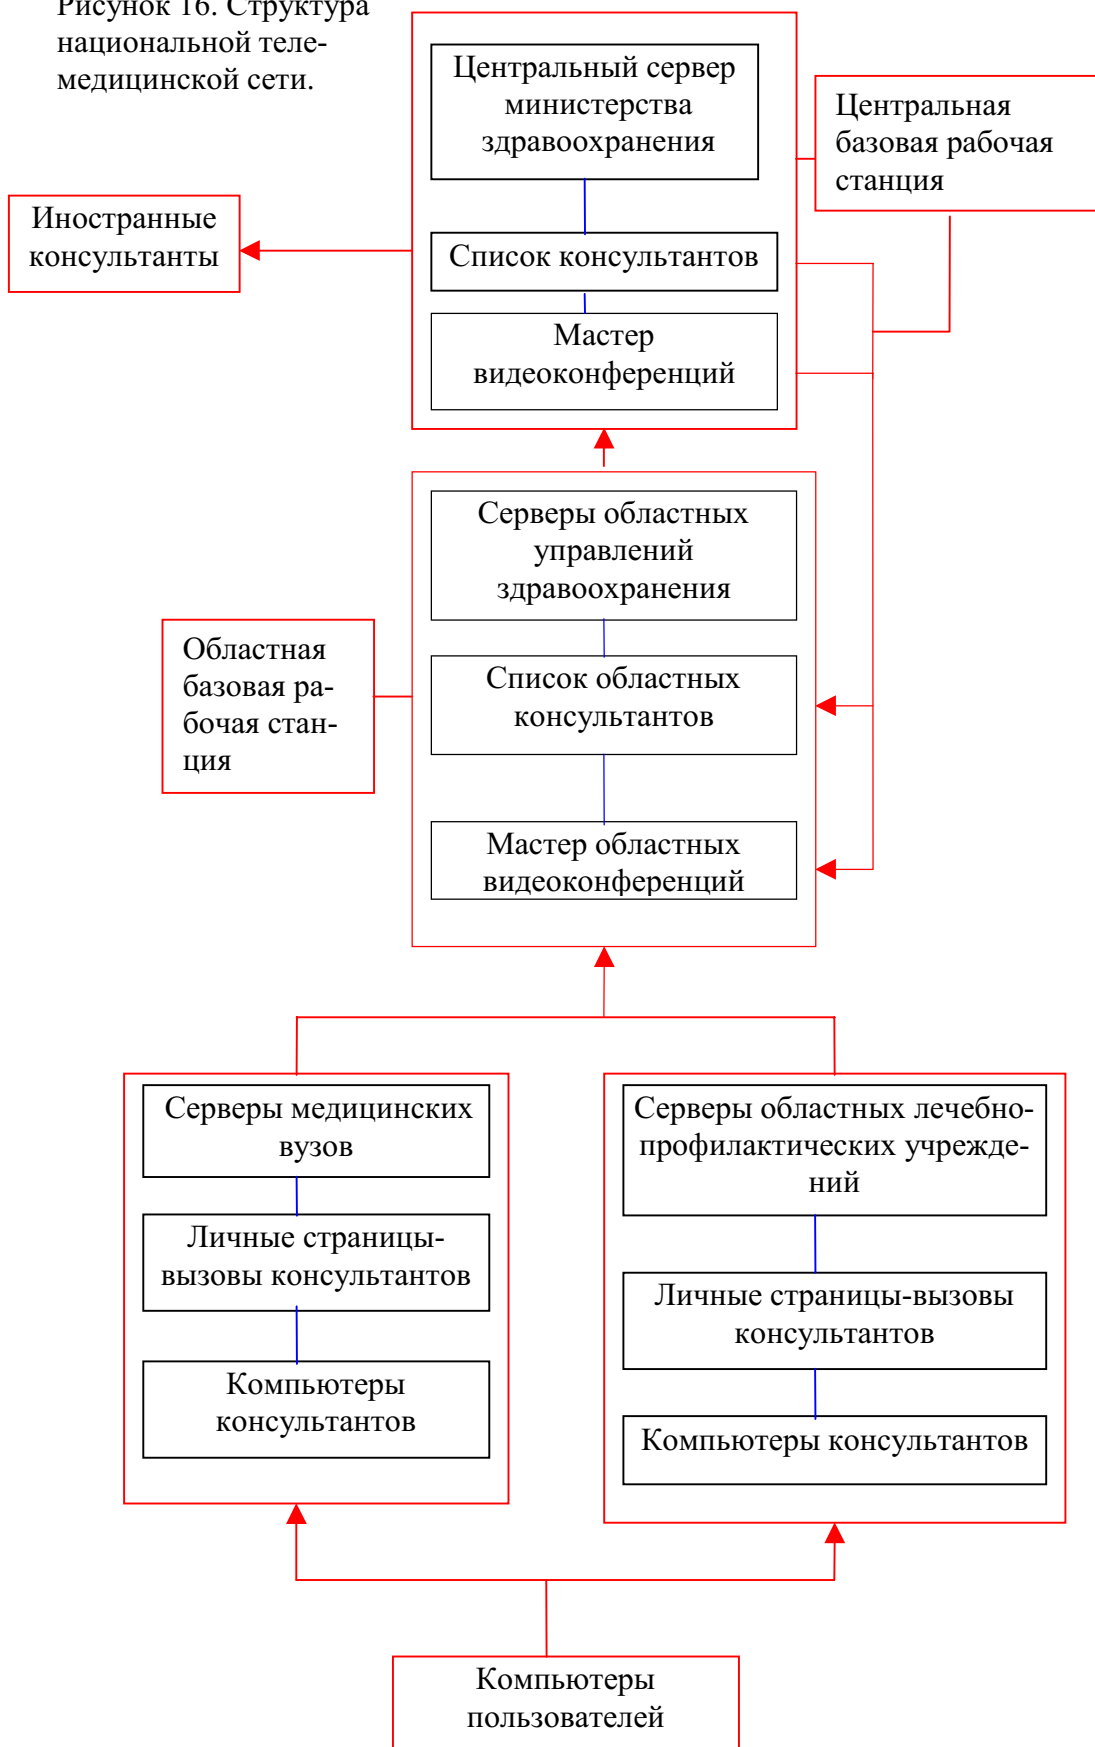 Рисунок 16. Структура
национальной теле-
медицинской сети.
Центральный сервер
министерства
здравоохранения
Центральная
базовая рабочая
станция
Иностранные
консультанты
Список консультантов
Мастер
видеоконференций
Серверы областных
управлений
здравоохранения
Областная
базовая ра-
бочая стан-
ция
Список областных
консультантов
Мастер областных
видеоконференций
Серверы медицинских
вузов
Личные страницы-
вызовы консультантов
Компьютеры
консультантов
Серверы областных лечебно-
профилактических учрежде-
ний
Личные страницы-вызовы
консультантов
Компьютеры консультантов
Компьютеры
пользователей